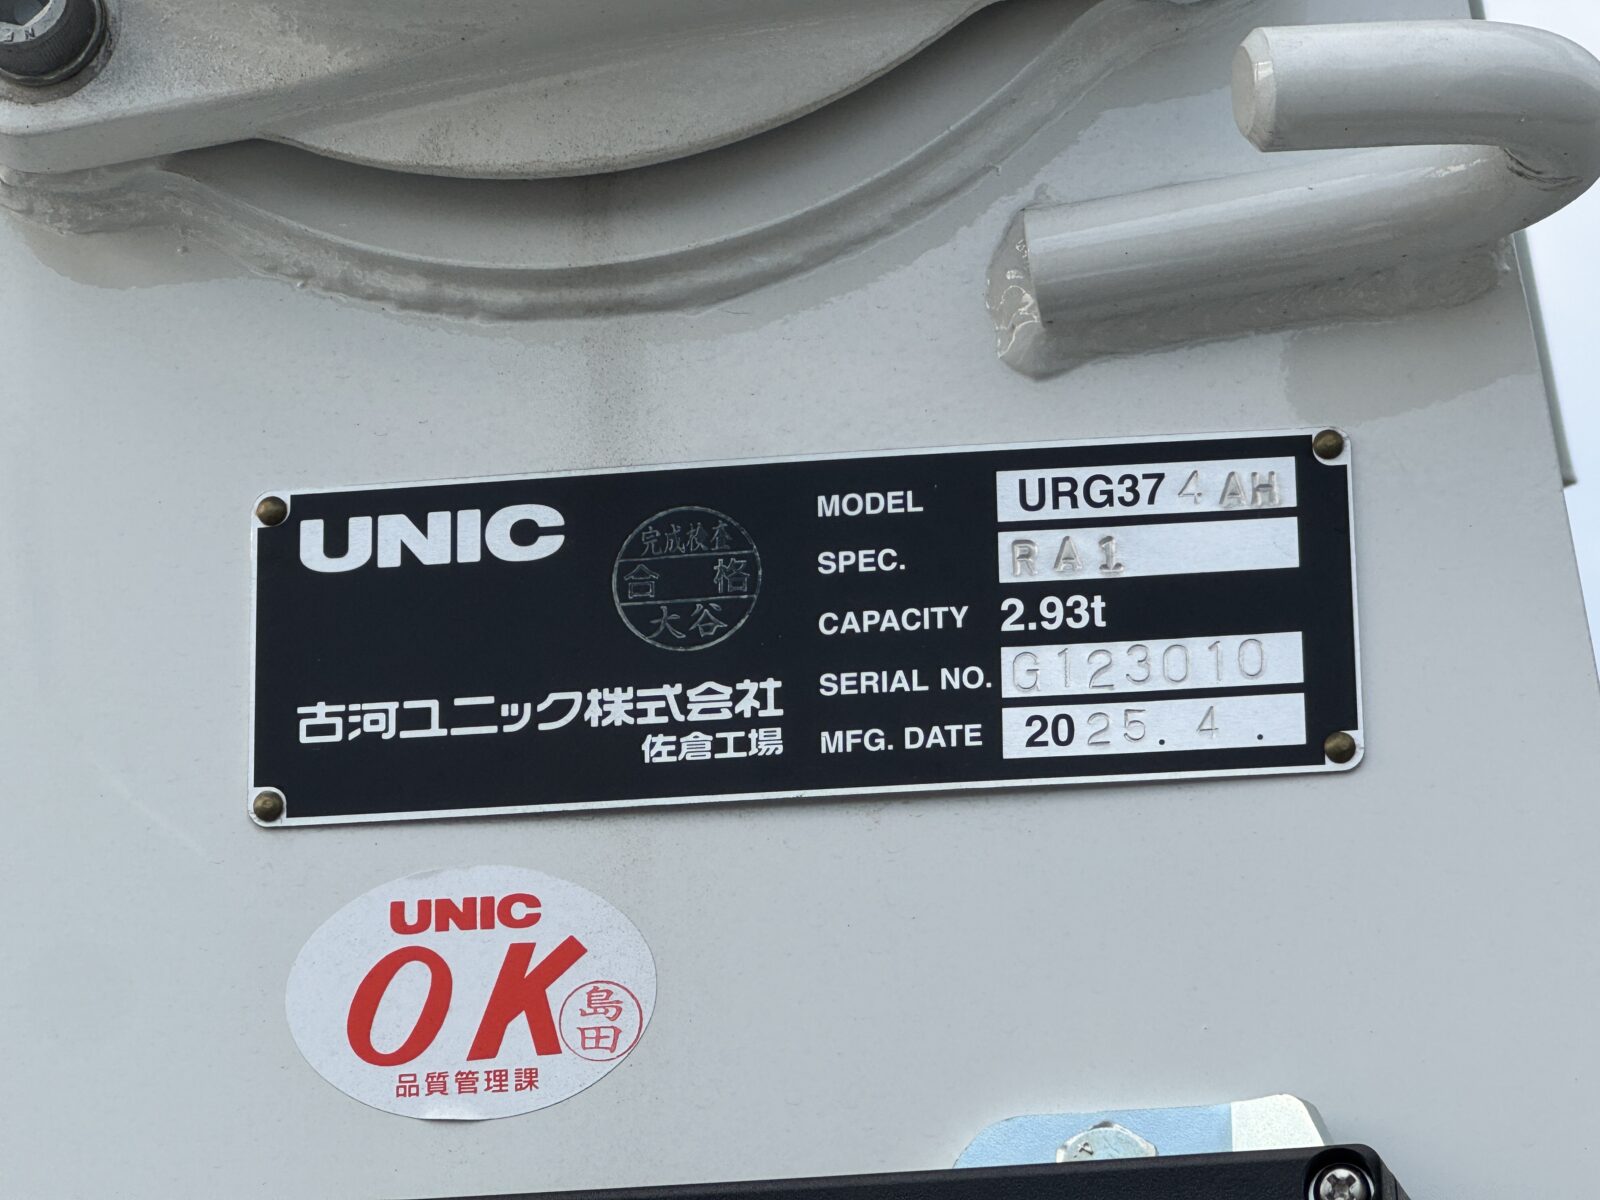 UNIC
完成検査
合格
大谷
古河ユニック株式会社
佐倉工場
MODEL URG374AH
SPEC. RA1
CAPACITY 2.93t
SERIAL NO. G123010
MFG. DATE 2025. 4 .
UNIC
OK
島田
品質管理課